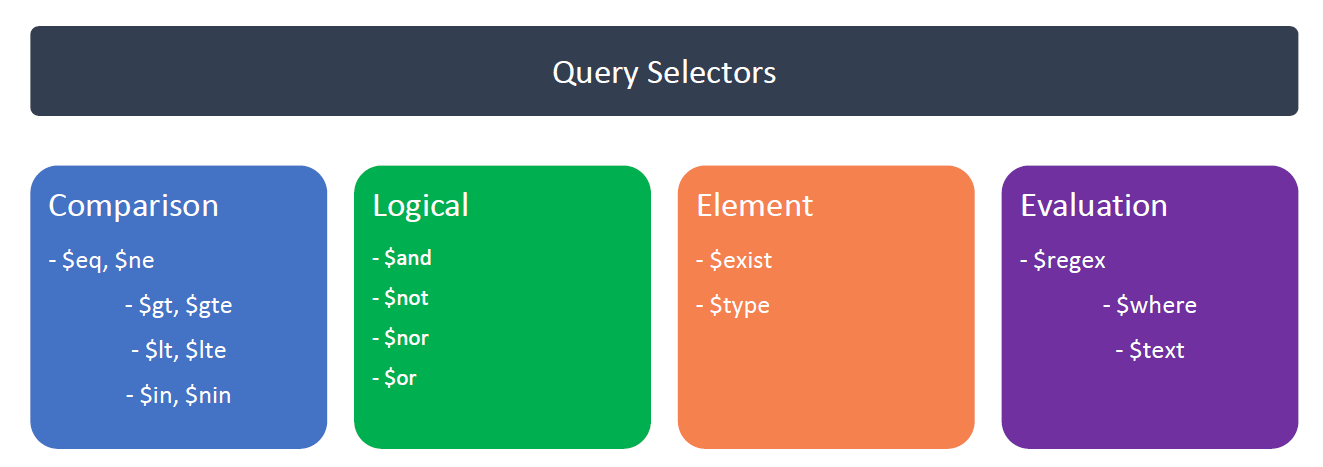 Query Selectors
Comparison
- $eq, $ne
- $gt, $gte
- $lt, $lte
- $in, $nin
Logical
- $and
- $not
- $nor
- $or
Element
- $exist
- $type
Evaluation
- $regex
- $where
- $text